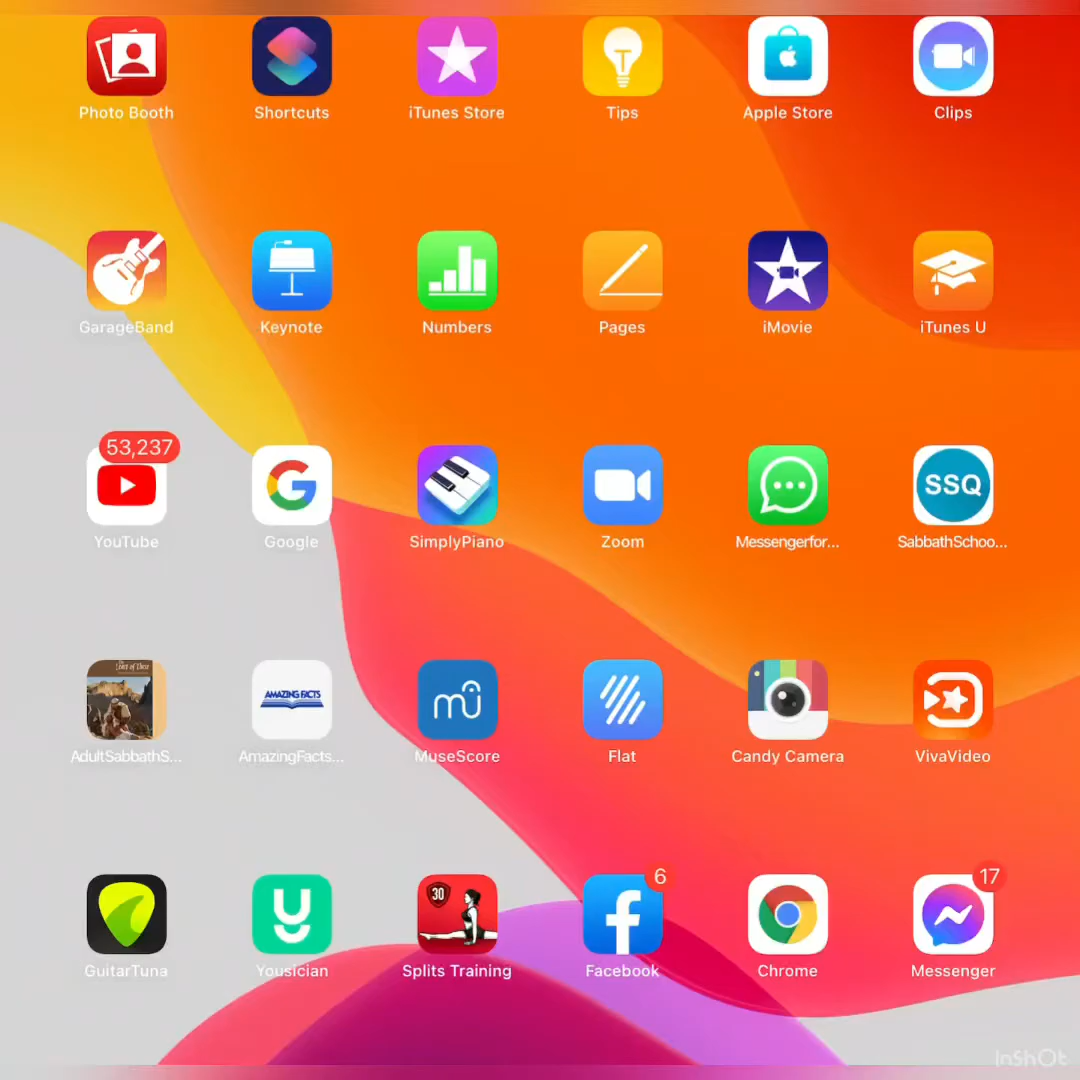 Photo Booth
Shortcuts
iTunes Store
Tips
Apple Store
Clips
GarageBand
Keynote
Numbers
Pages
iMovie
iTunes U
53,237
SSQ
YouTube
Google
SimplyPiano
Zoom
Messengerfor...
SabbathSchoo...
AMAZING FACTS
mu
AdultSabbathS...
AmazingFacts...
MuseScore
Flat
Candy Camera
VivaVideo
30
6
17
GuitarTuna
Yousician
Splits Training
Facebook
Chrome
Messenger
InShOt